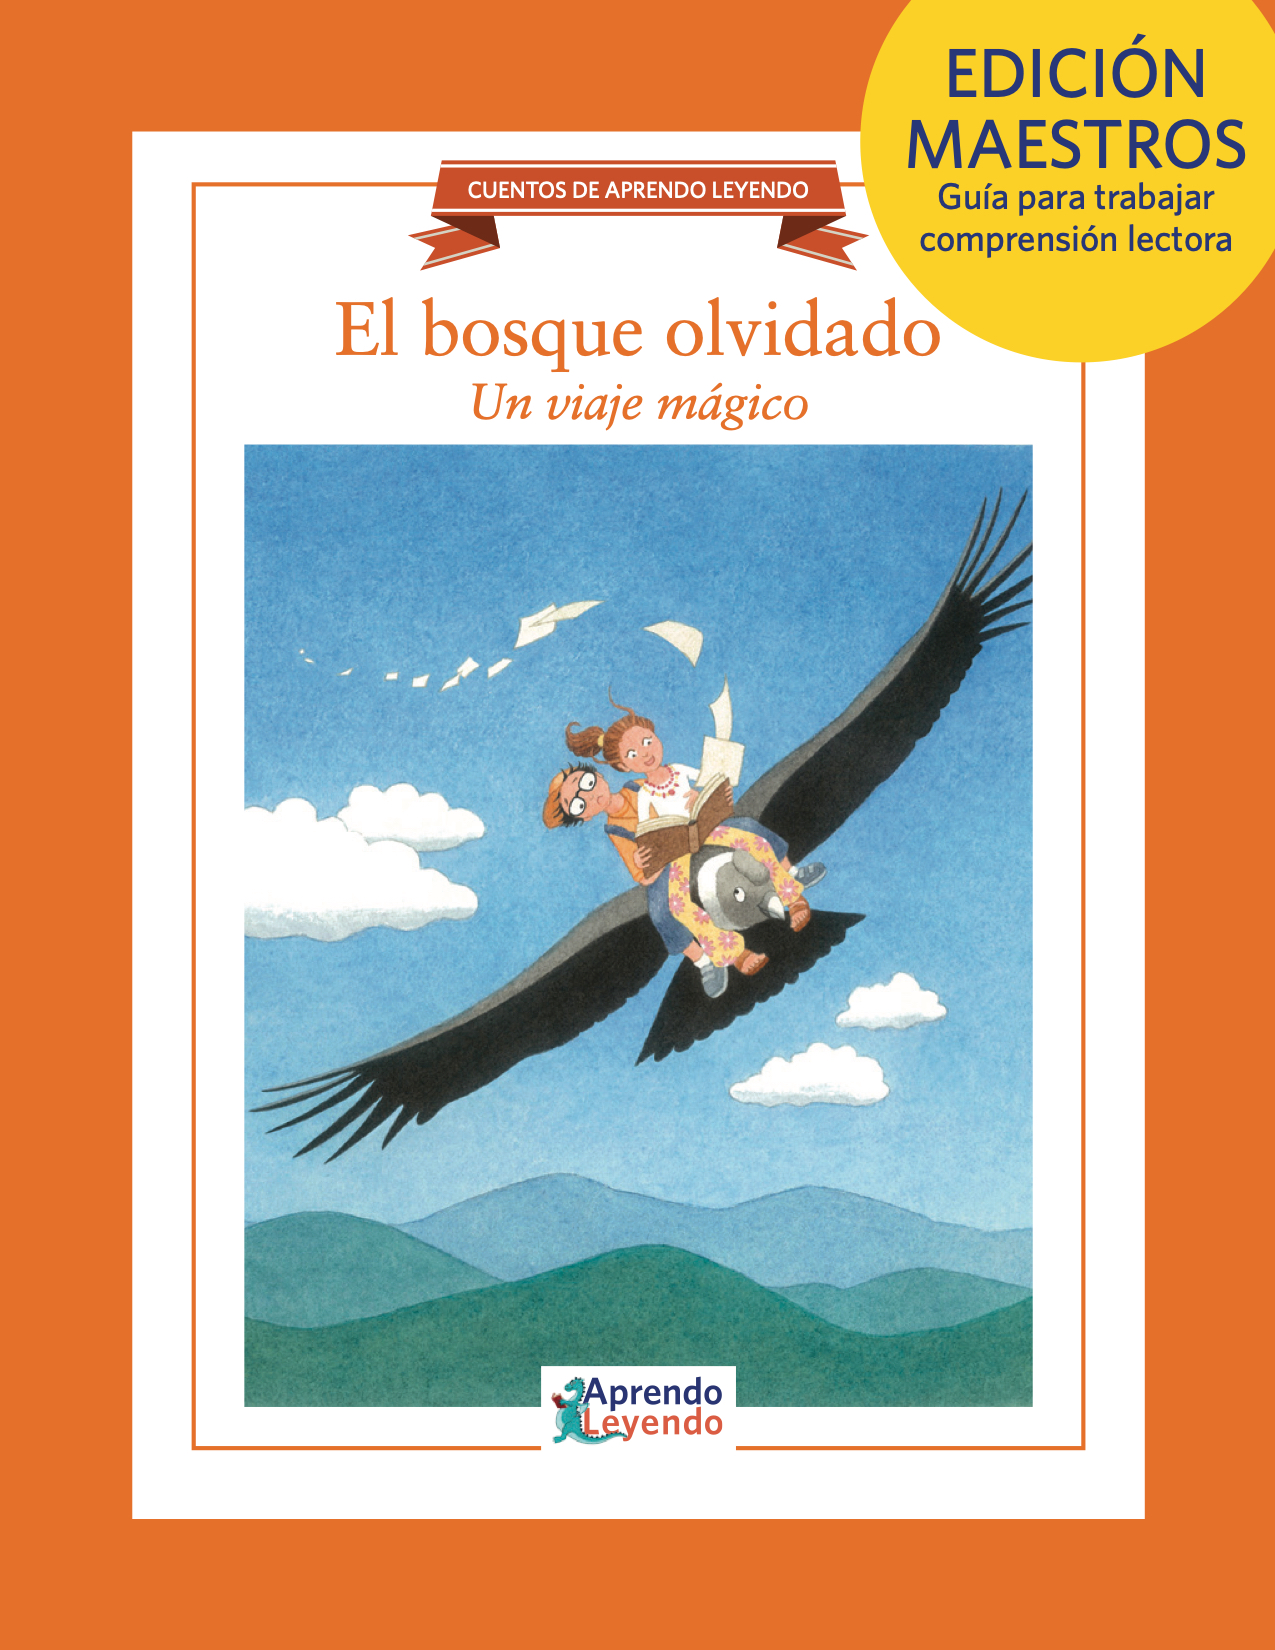 EDICIÓN
MAESTROS
Guía para trabajar
comprensión lectora
CUENTOS DE APRENDO LEYENDO
El bosque olvidado
Un viaje mágico
Aprendo
Leyendo